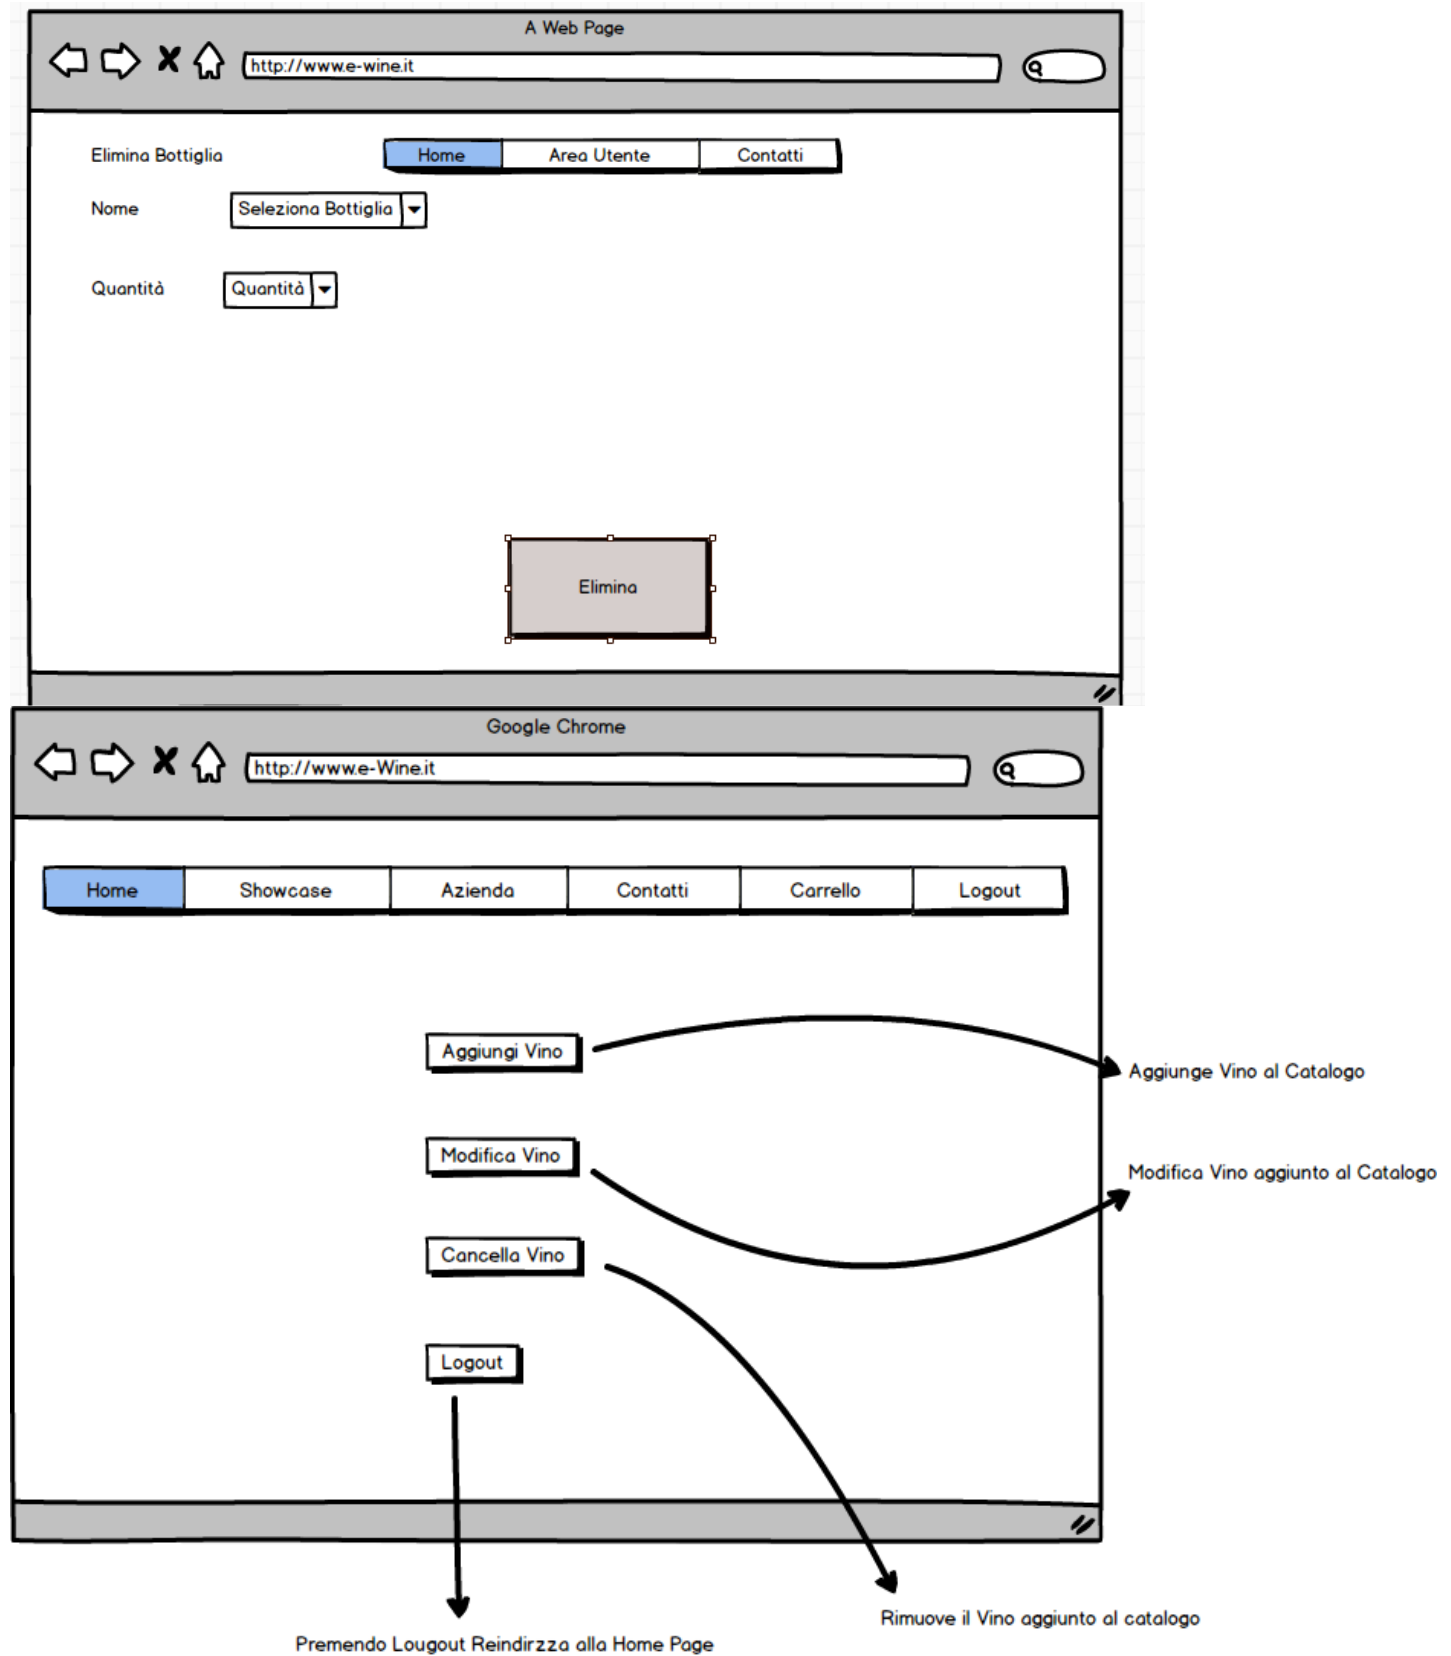 A Web Page
http://www.e-wine.it
Elimina Bottiglia
Home Area Utente Contatti
Nome Seleziona Bottiglia
Quantità Quantità
Elimina
Google Chrome
http://www.e-Wine.it
Home Showcase Azienda Contatti Carrello Logout
Aggiungi Vino
Aggiunge Vino al Catalogo
Modifica Vino
Modifica Vino aggiunto al Catalogo
Cancella Vino
Logout
Rimuove il Vino aggiunto al catalogo
Premendo Lougout Reindirzza alla Home Page